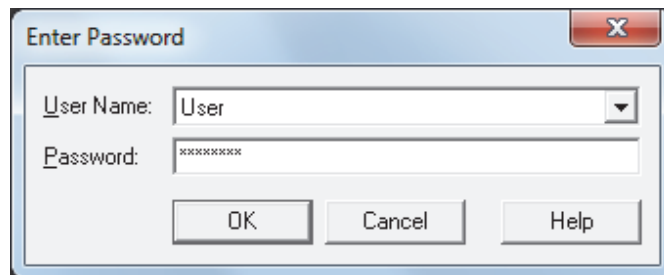 Enter Password
User Name: User
Password: ********
OK Cancel Help